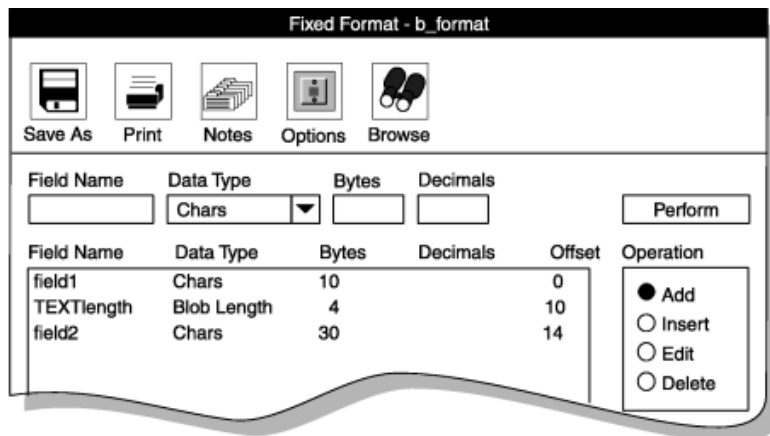 Fixed Format - b_format
Save As Print Notes Options Browse
Field Name Data Type Bytes Decimals
Chars Perform
Field Name Data Type Bytes Decimals Offset Operation
field1 Chars 10 0
TEXTlength Blob Length 4 10
field2 Chars 30 14
Add
Insert
Edit
Delete